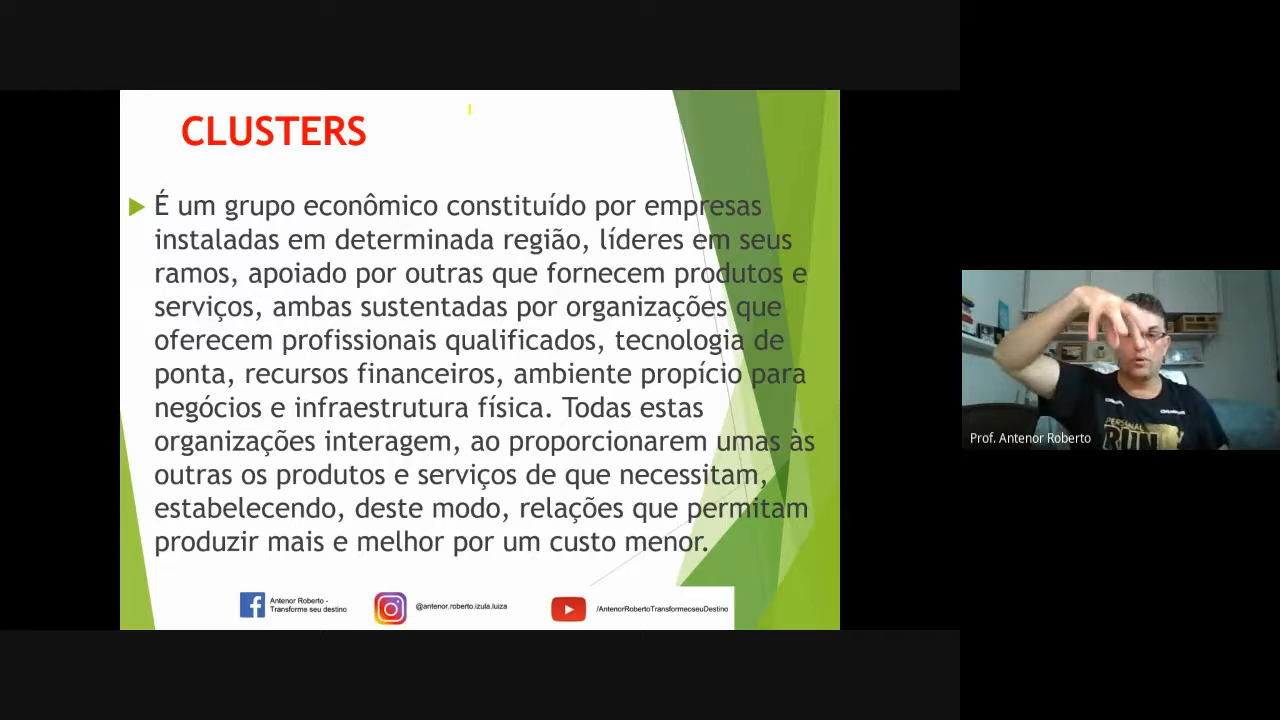 CLUSTERS
É um grupo econômico constituído por empresas
instaladas em determinada região, líderes em seus
ramos, apoiado por outras que fornecem produtos e
serviços, ambas sustentadas por organizações que
oferecem profissionais qualificados, tecnologia de
ponta, recursos financeiros, ambiente propício para
negócios e infraestrutura física. Todas estas
organizações interagem, ao proporcionarem umas às
outras os produtos e serviços de que necessitam,
estabelecendo, deste modo, relações que permitam
produzir mais e melhor por um custo menor.
Antenor Roberto -
Transforme seu destino
@antenor.roberto.izula.luiza
/AntenorRobertoTransformeoseuDestino
Prof. Antenor Roberto
PERSONAL
RUN